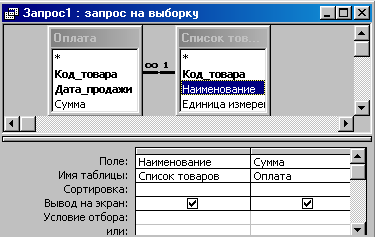 Запрос1 : запрос на выборку
Оплата
*
Код_товара
Дата_продажи
Сумма
∞ 1
Список тов...
*
Код_товара
Наименование
Единица измерен
Поле: Наименование Сумма
Имя таблицы: Список товаров Оплата
Сортировка:
Вывод на экран:
Условие отбора:
или: